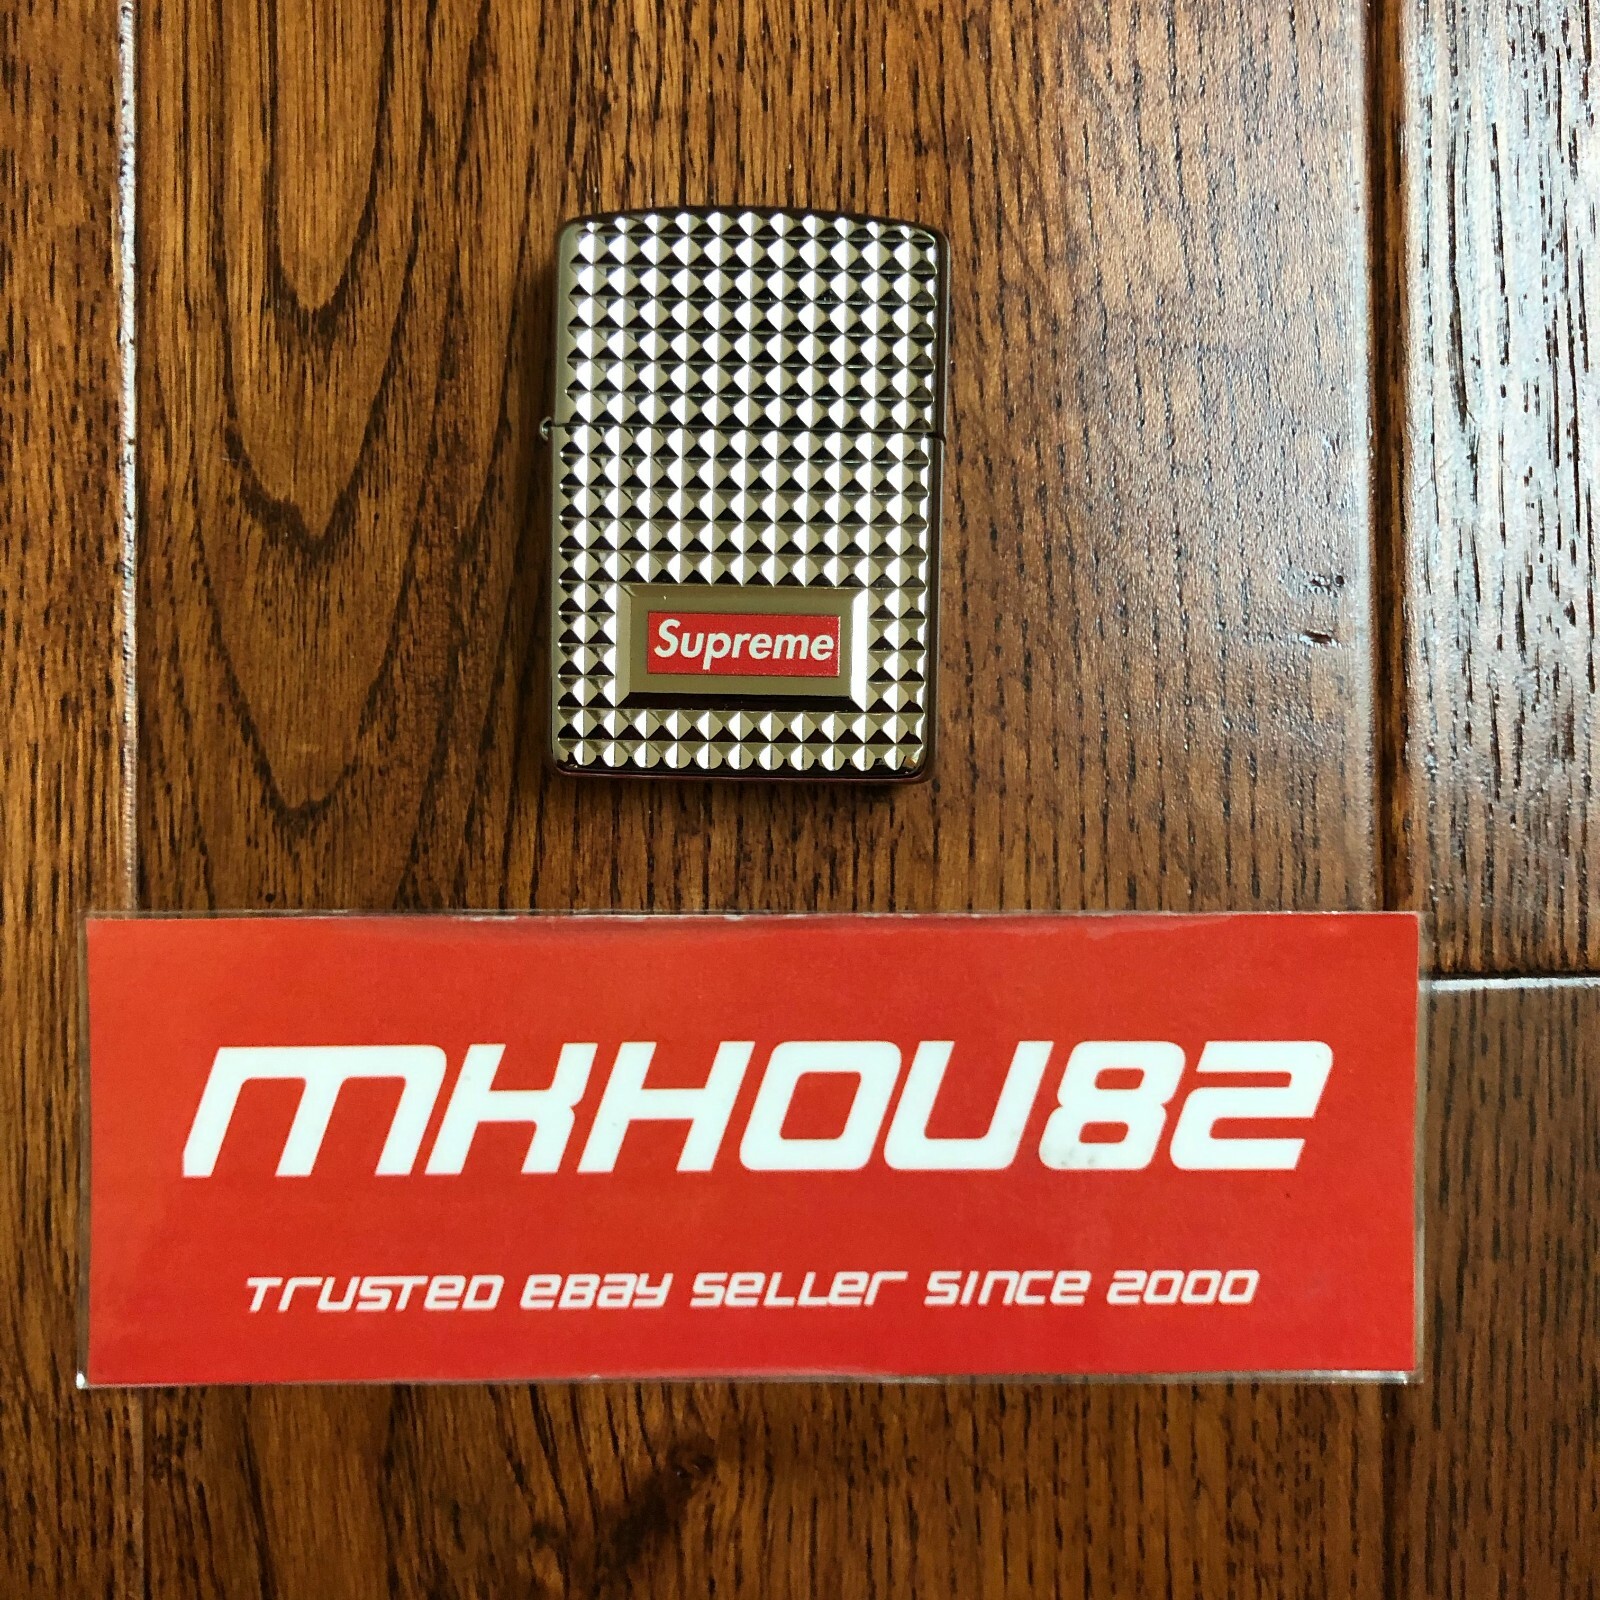 Supreme
MKHOU82
Trusted eBay seller since 2000